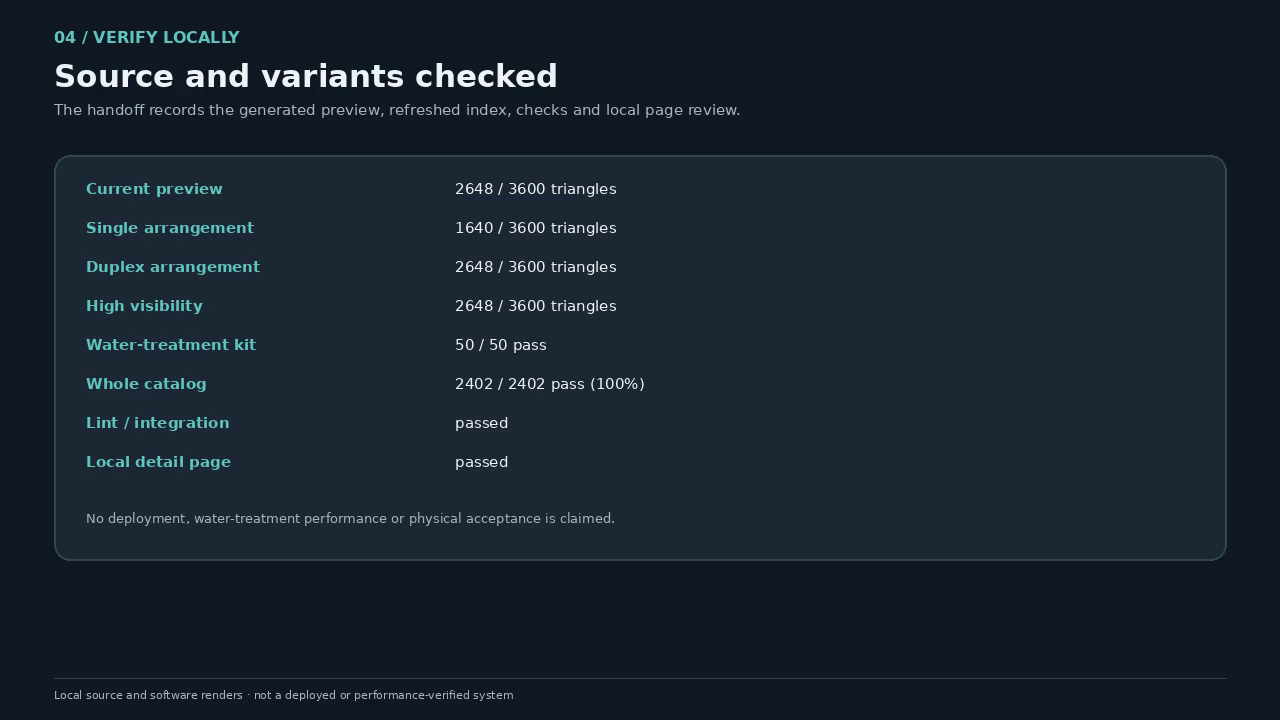 04 / VERIFY LOCALLY
Source and variants checked
The handoff records the generated preview, refreshed index, checks and local page review.
Current preview 2648 / 3600 triangles
Single arrangement 1640 / 3600 triangles
Duplex arrangement 2648 / 3600 triangles
High visibility 2648 / 3600 triangles
Water-treatment kit 50 / 50 pass
Whole catalog 2402 / 2402 pass (100%)
Lint / integration passed
Local detail page passed
No deployment, water-treatment performance or physical acceptance is claimed.
Local source and software renders · not a deployed or performance-verified system